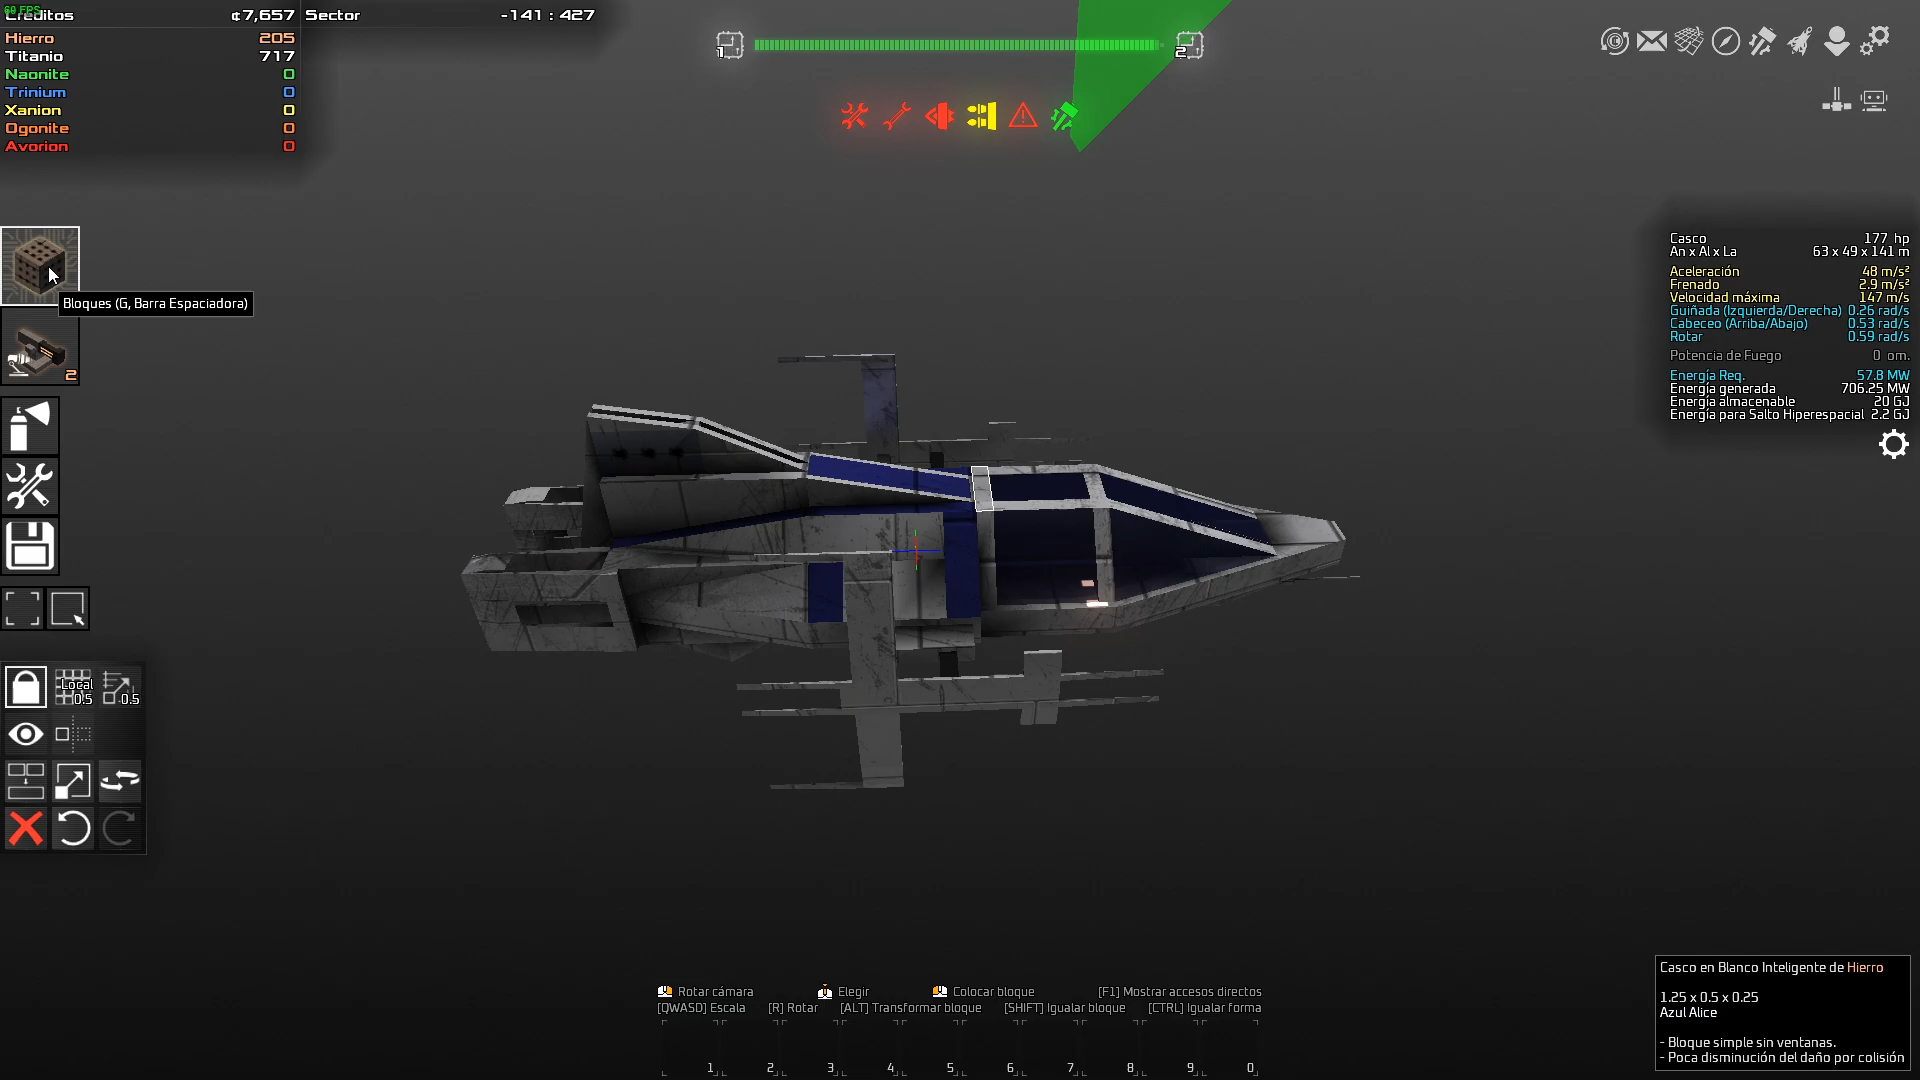 60 FPS
Créditos ¢7,657 Sector -141 : 427
Hierro 205
Titanio 717
Naonite 0
Trinium 0
Xanion 0
Ogonite 0
Avorion 0
1
2
Bloques (G, Barra Espaciadora)
2
Casco 177 hp
An x Al x La 63 x 49 x 141 m
Aceleración 48 m/s²
Frenado 2.9 m/s²
Velocidad máxima 147 m/s
Guiñada (Izquierda/Derecha) 0.26 rad/s
Cabeceo (Arriba/Abajo) 0.53 rad/s
Rotar 0.59 rad/s
Potencia de Fuego 0 om.
Energía Req. 57.8 MW
Energía generada 706.25 MW
Energía almacenable 20 GJ
Energía para Salto Hiperespacial 2.2 GJ
Local
0.5 0.5
Rotar cámara Elegir Colocar bloque [F1] Mostrar accesos directos
[QWASD] Escala [R] Rotar [ALT] Transformar bloque [SHIFT] Igualar bloque [CTRL] Igualar forma
1 2 3 4 5 6 7 8 9 0
Casco en Blanco Inteligente de Hierro
1.25 x 0.5 x 0.25
Azul Alice
- Bloque simple sin ventanas.
- Poca disminución del daño por colisión